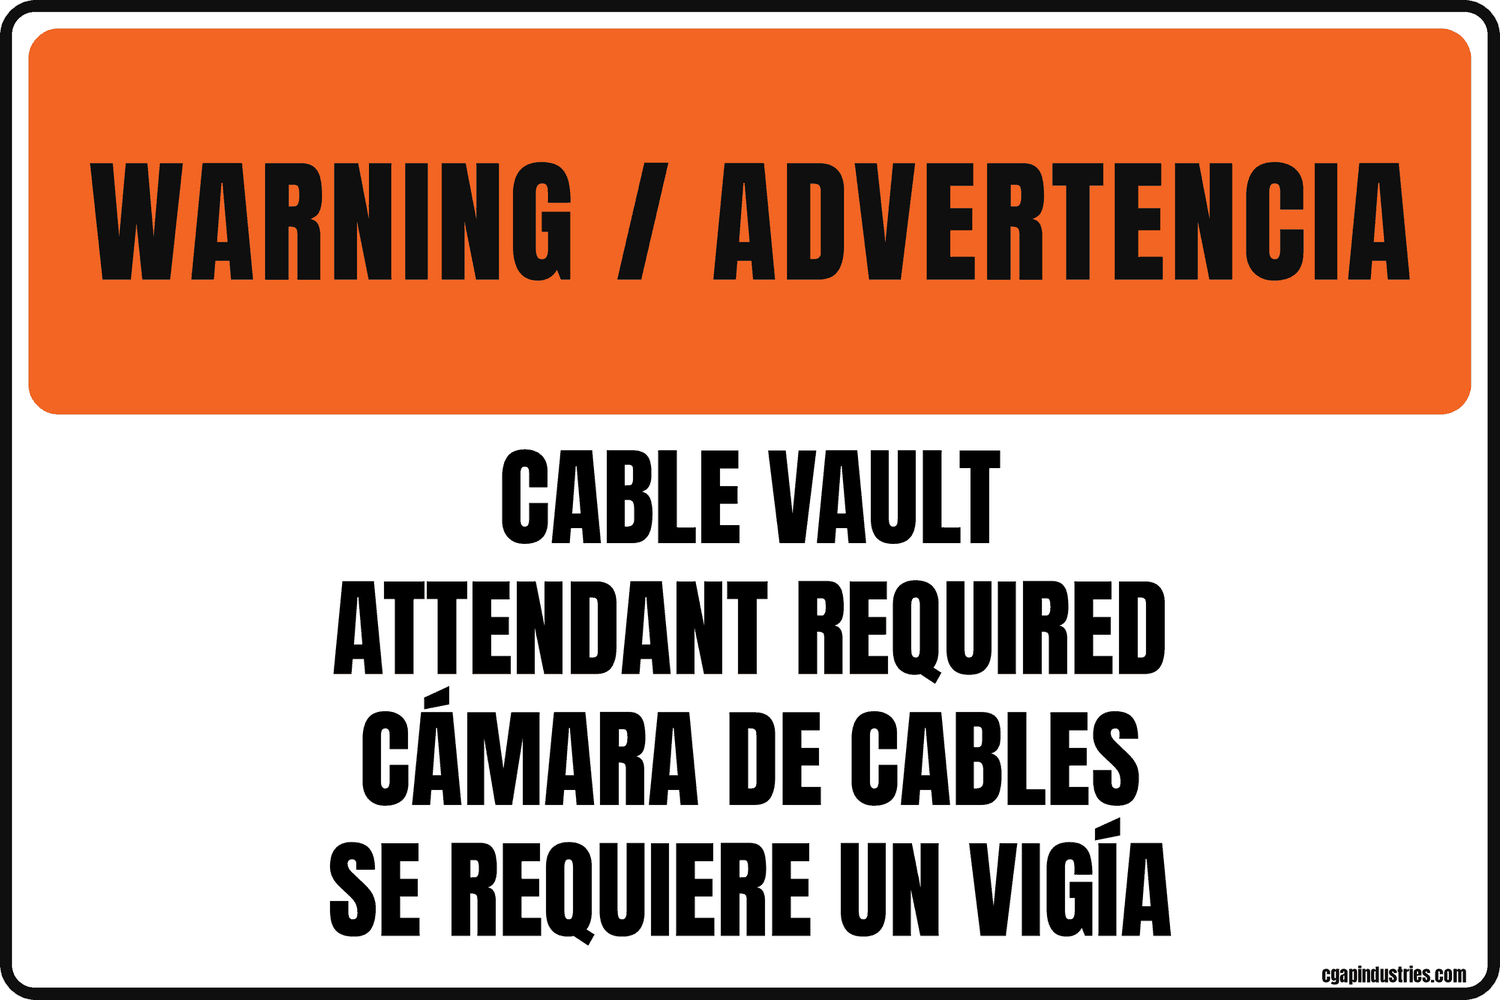 WARNING / ADVERTENCIA
CABLE VAULT
ATTENDANT REQUIRED
CÁMARA DE CABLES
SE REQUIERE UN VIGÍA
cgapindustries.com